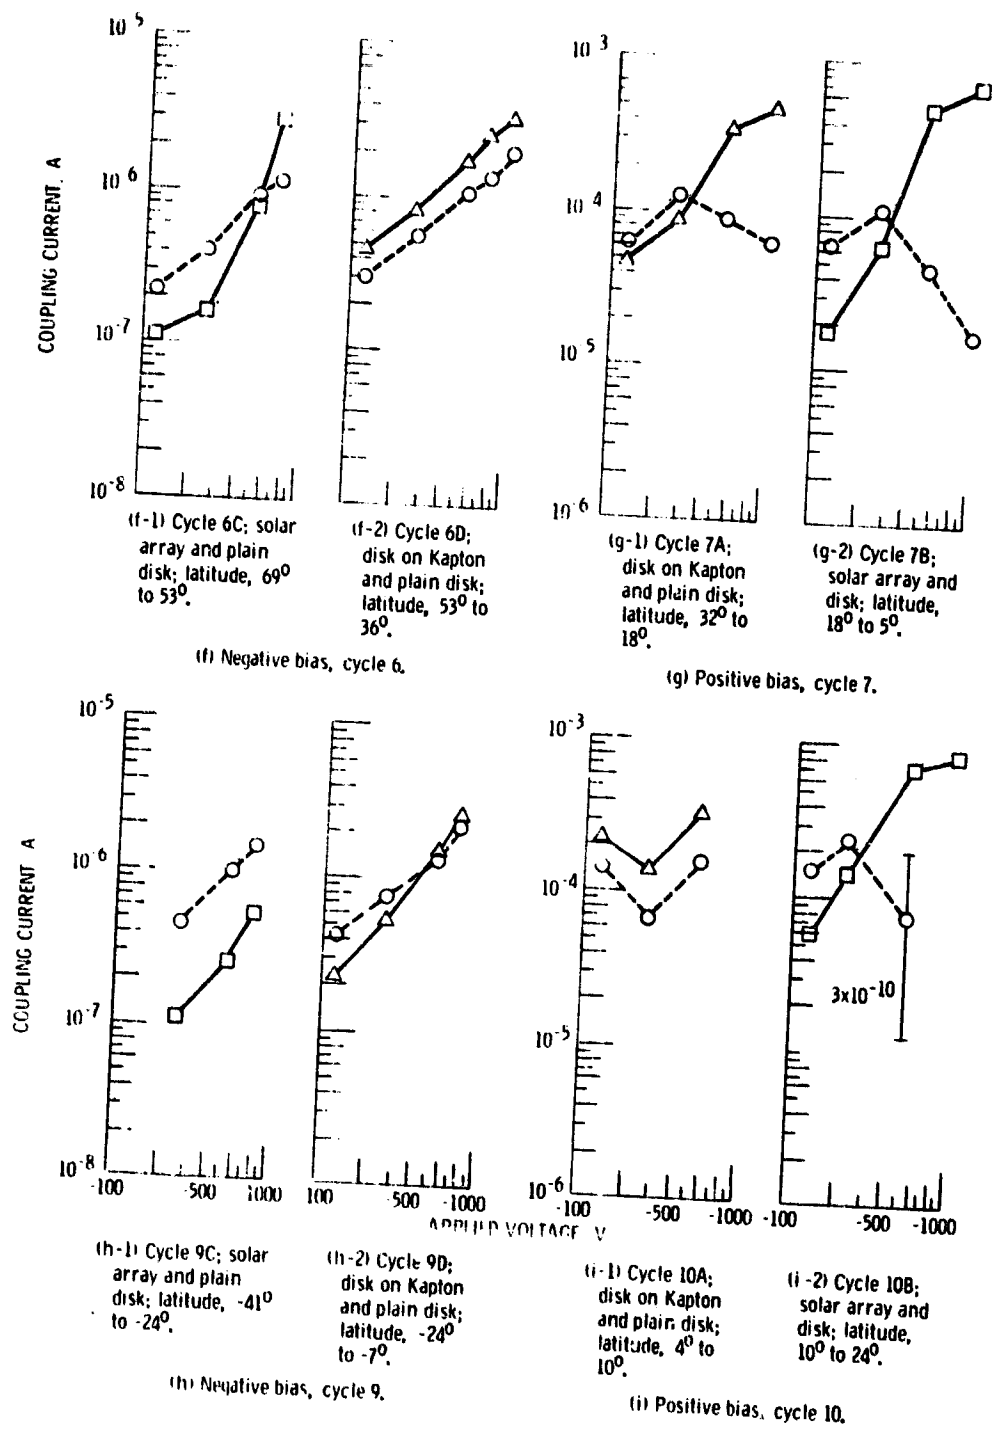 10-5
10-6
10-7
10-8
COUPLING CURRENT, A
10-3
10-4
10-5
10-6
(f-1) Cycle 6C; solar
array and plain
disk; latitude, 69°
to 53°.
(f-2) Cycle 6D;
disk on Kapton
and plain disk;
latitude, 53° to
36°.
(f) Negative bias, cycle 6.
(g-1) Cycle 7A;
disk on Kapton
and plain disk;
latitude, 32° to
18°.
(g-2) Cycle 7B;
solar array and
disk; latitude,
18° to 5°.
(g) Positive bias, cycle 7.
10-5
10-6
10-7
10-8
COUPLING CURRENT A
10-3
10-4
10-5
10-6
3x10-10
-100 -500 1000 100 -500 -1000 -100 -500 -1000 -100 -500 -1000
APPLIED VOLTAGE V
(h-1) Cycle 9C; solar
array and plain
disk; latitude, -41°
to -24°.
(h-2) Cycle 9D;
disk on Kapton
and plain disk;
latitude, -24°
to -7°.
(h) Negative bias, cycle 9.
(i-1) Cycle 10A;
disk on Kapton
and plain disk;
latitude, 4° to
10°.
(i-2) Cycle 10B;
solar array and
disk; latitude,
10° to 24°.
(i) Positive bias, cycle 10.